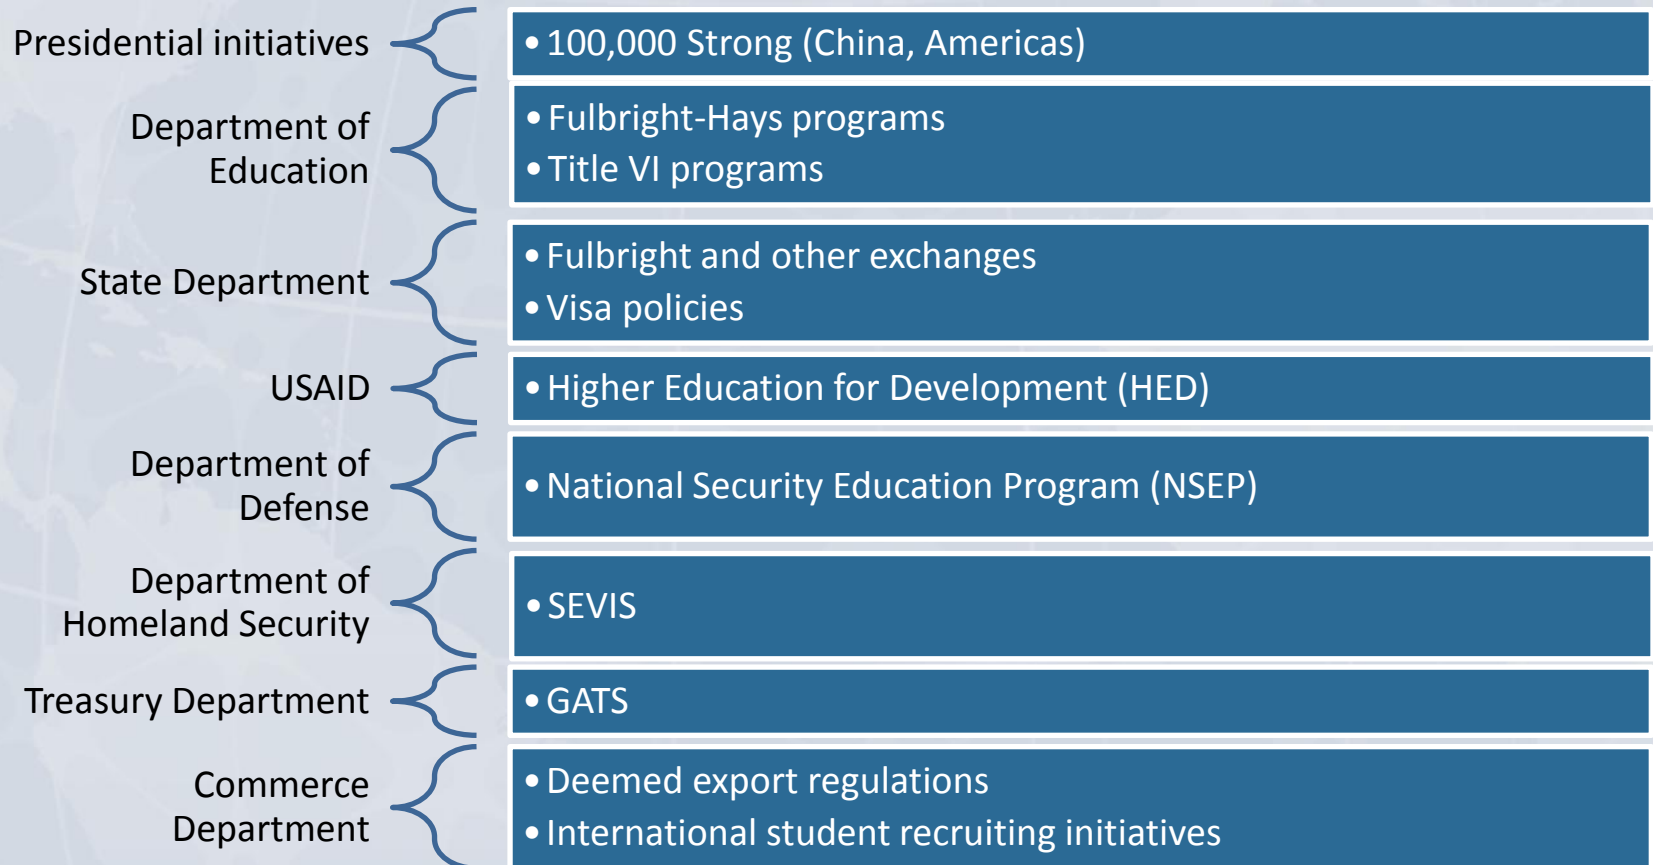 Presidential initiatives
• 100,000 Strong (China, Americas)
Department of
Education
• Fulbright-Hays programs
• Title VI programs
State Department
• Fulbright and other exchanges
• Visa policies
USAID
• Higher Education for Development (HED)
Department of
Defense
• National Security Education Program (NSEP)
Department of
Homeland Security
• SEVIS
Treasury Department
• GATS
Commerce
Department
• Deemed export regulations
• International student recruiting initiatives